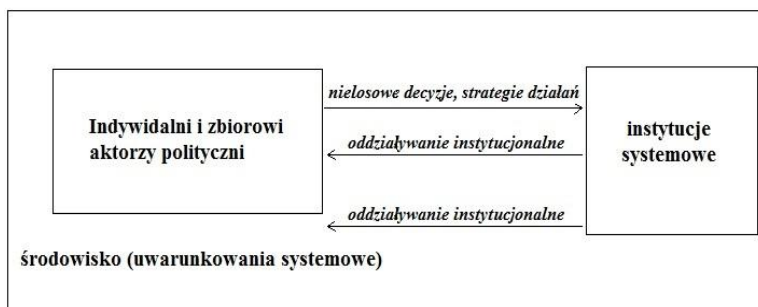 nielosowe decyzje, strategie działań
Indywidalni i zbiorowi
aktorzy polityczni
instytucje
systemowe
oddziaływanie instytucjonalne
oddziaływanie instytucjonalne
środowisko (uwarunkowania systemowe)